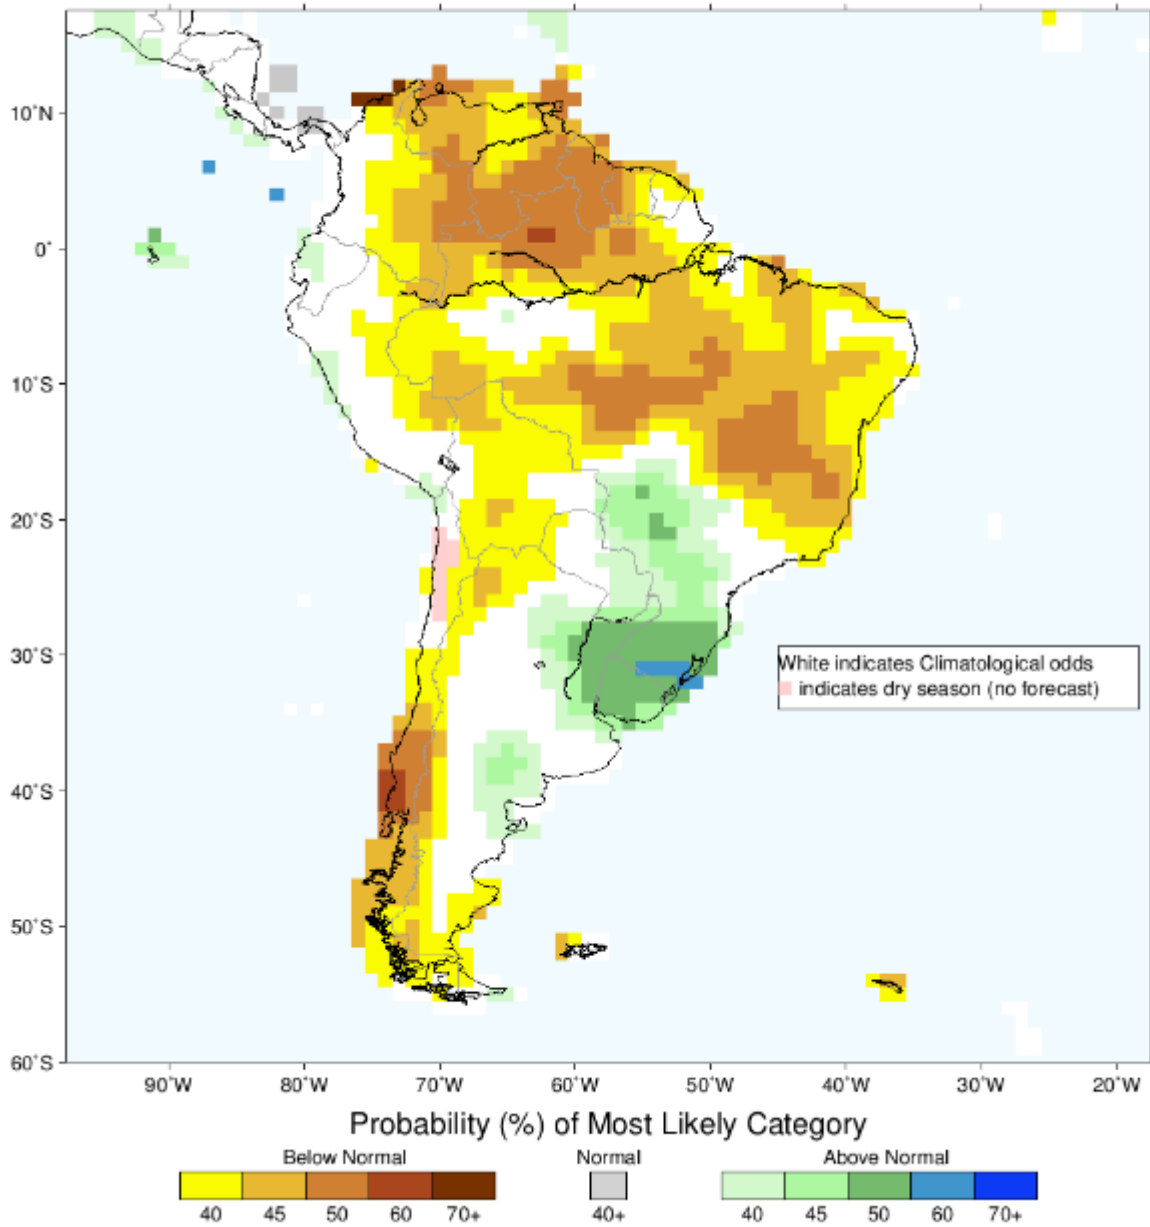 10°N
0°
10°S
20°S
30°S
40°S
50°S
60°S
White indicates Climatological odds
indicates dry season (no forecast)
90°W 80°W 70°W 60°W 50°W 40°W 30°W 20°W
Probability (%) of Most Likely Category
Below Normal Normal Above Normal
40 45 50 60 70+ 40+ 40 45 50 60 70+